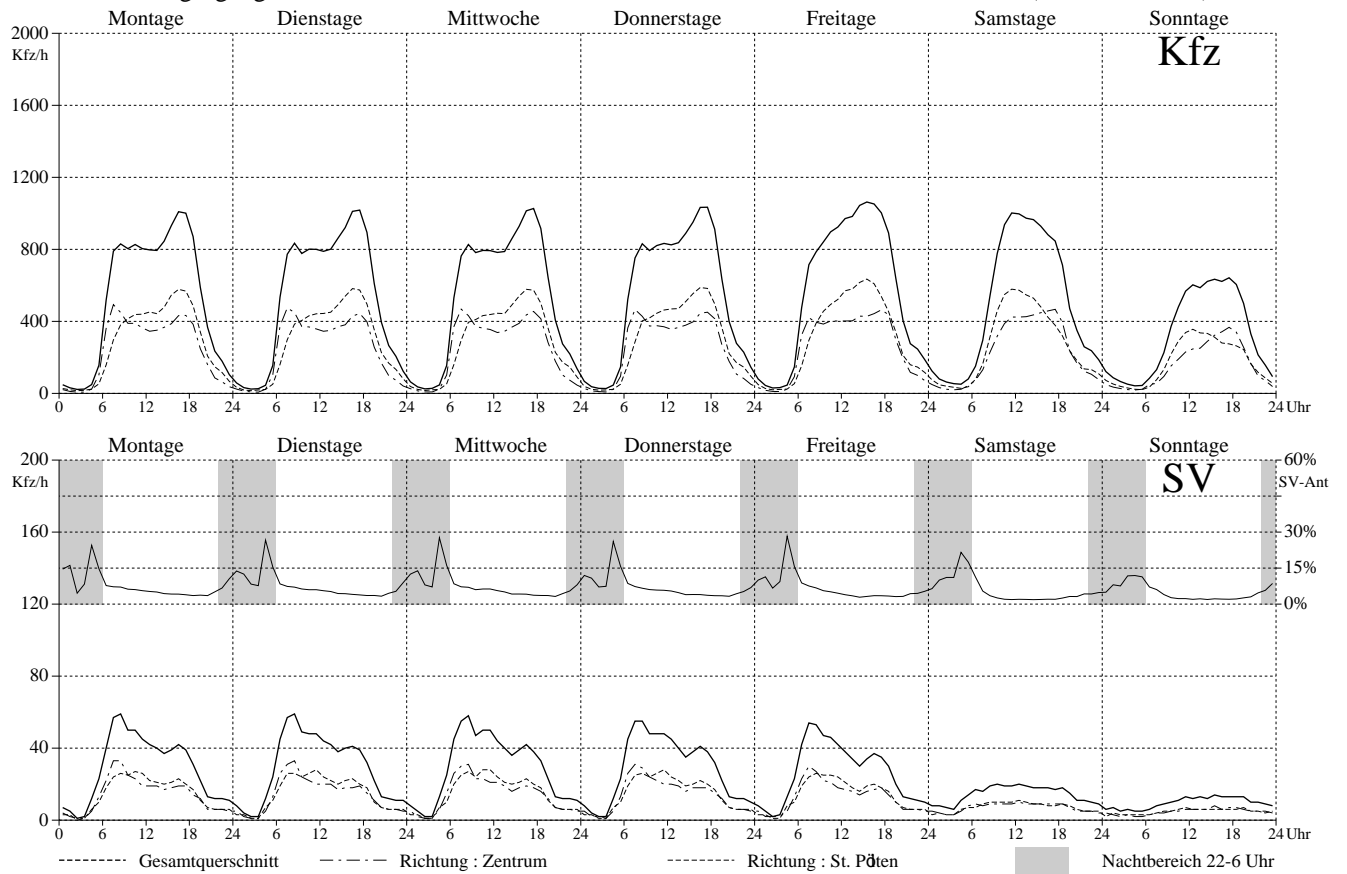 Montage Dienstage Mittwoche Donnerstage Freitage Samstage Sonntage
2000
Kfz/h
Kfz
1600
1200
800
400
0
0 6 12 18 24 6 12 18 24 6 12 18 24 6 12 18 24 6 12 18 24 6 12 18 24 6 12 18 24 Uhr
Montage Dienstage Mittwoche Donnerstage Freitage Samstage Sonntage
200 60%
Kfz/h SV SV-Ant
160 30%
15%
120 0%
80
40
0
0 6 12 18 24 6 12 18 24 6 12 18 24 6 12 18 24 6 12 18 24 6 12 18 24 6 12 18 24 Uhr
Gesamtquerschnitt Richtung : Zentrum Richtung : St. Pölten Nachtbereich 22-6 Uhr